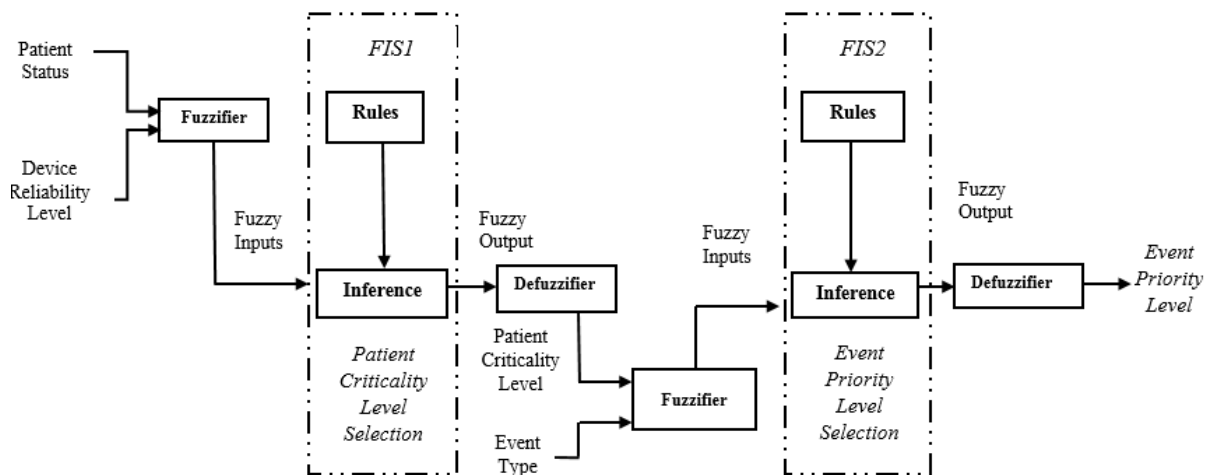 Patient
Status
Device
Reliability
Level
Fuzzifier
Fuzzy
Inputs
FIS1
Rules
Inference
Patient
Criticality
Level
Selection
Fuzzy
Output
Defuzzifier
Patient
Criticality
Level
Event
Type
Fuzzifier
Fuzzy
Inputs
FIS2
Rules
Inference
Event
Priority
Level
Selection
Fuzzy
Output
Defuzzifier
Event
Priority
Level